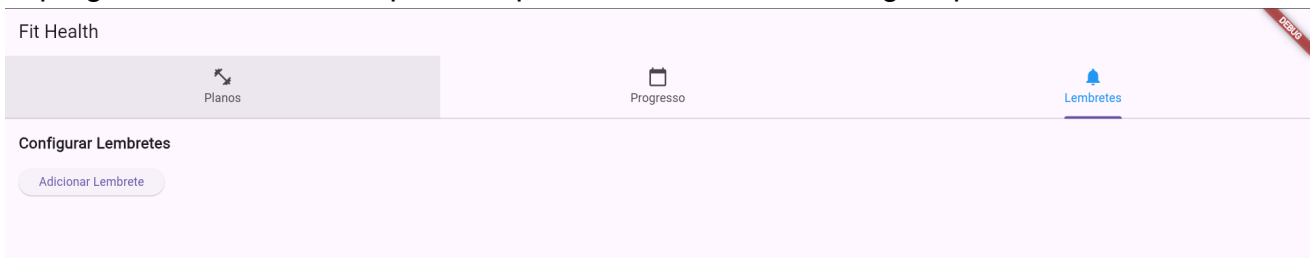 Fit Health
DEBUG
Planos
Progresso
Lembretes
Configurar Lembretes
Adicionar Lembrete